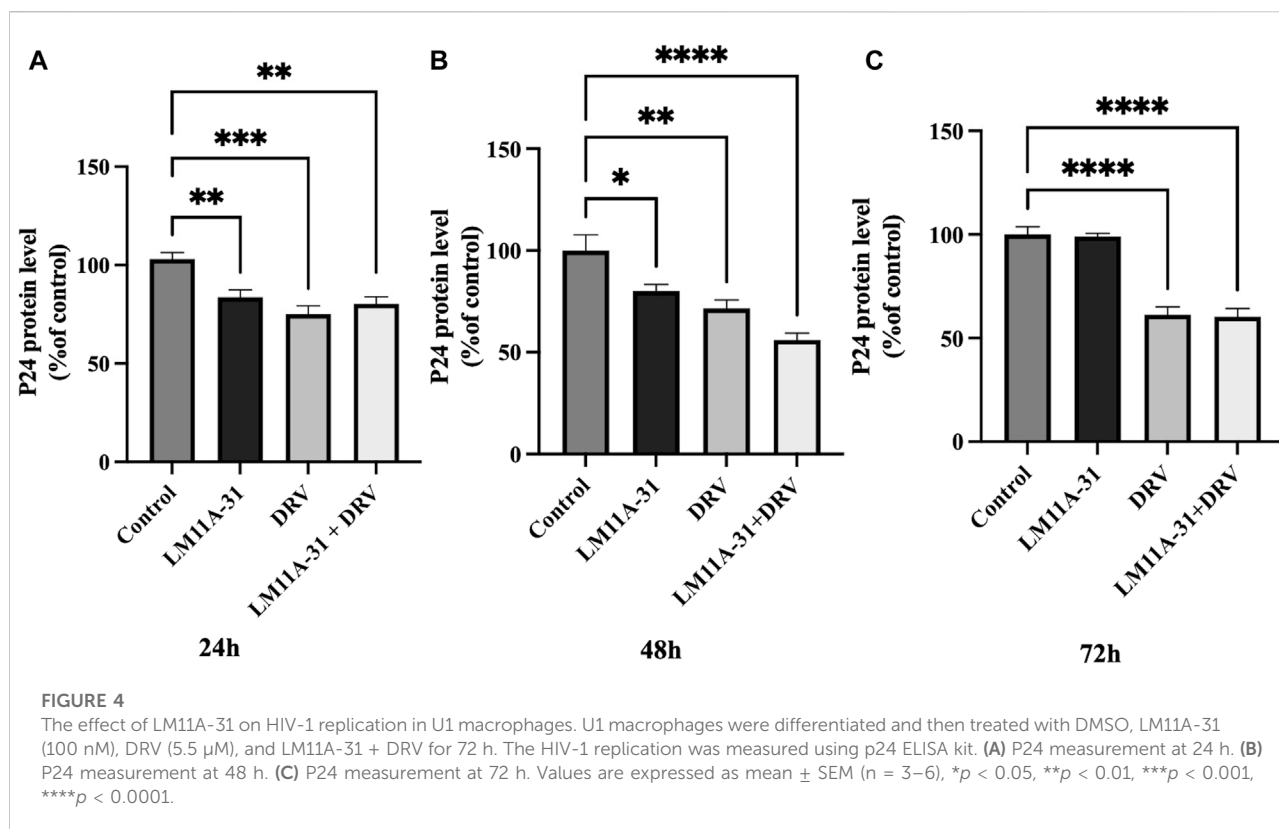 A
**
***
**
150
100
50
0
P24 protein level
(%of control)
Control
LM11A-31
DRV
LM11A-31 + DRV
24h
B
****
**
*
150
100
50
0
P24 protein level
(%of control)
Control
LM11A-31
DRV
LM11A-31+DRV
48h
C
****
****
150
100
50
0
P24 protein level
(%of control)
Control
LM11A-31
DRV
LM11A-31+DRV
72h
FIGURE 4
The effect of LM11A-31 on HIV-1 replication in U1 macrophages. U1 macrophages were differentiated and then treated with DMSO, LM11A-31
(100 nM), DRV (5.5 µM), and LM11A-31 + DRV for 72 h. The HIV-1 replication was measured using p24 ELISA kit. (A) P24 measurement at 24 h. (B)
P24 measurement at 48 h. (C) P24 measurement at 72 h. Values are expressed as mean ± SEM (n = 3–6), *p < 0.05, **p < 0.01, ***p < 0.001,
****p < 0.0001.